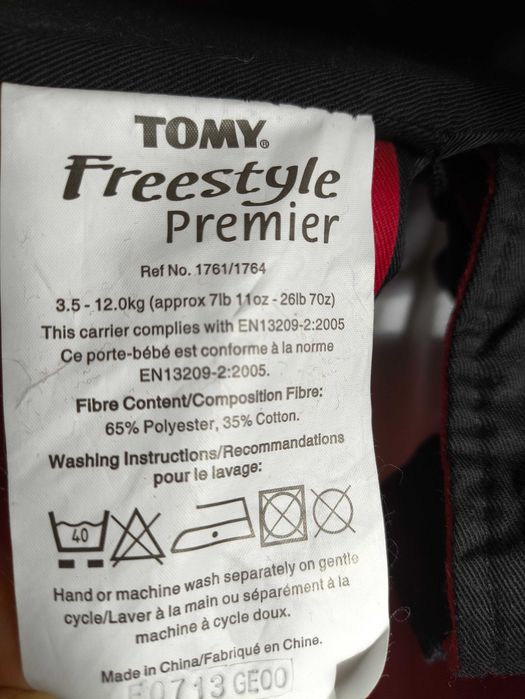 TOMY®
Freestyle
Premier
Ref No. 1761/1764
3.5 - 12.0kg (approx 7lb 11oz - 26lb 7oz)
This carrier complies with EN13209-2:2005
Ce porte-bébé est conforme à la norme
EN13209-2:2005.
Fibre Content/Composition Fibre:
65% Polyester, 35% Cotton.
Washing Instructions/Recommandations
pour le lavage:
40
Hand or machine wash separately on gentle
cycle/Laver à la main ou séparément à la
machine à cycle doux.
Made in China/Fabriqué en Chine.
GE00